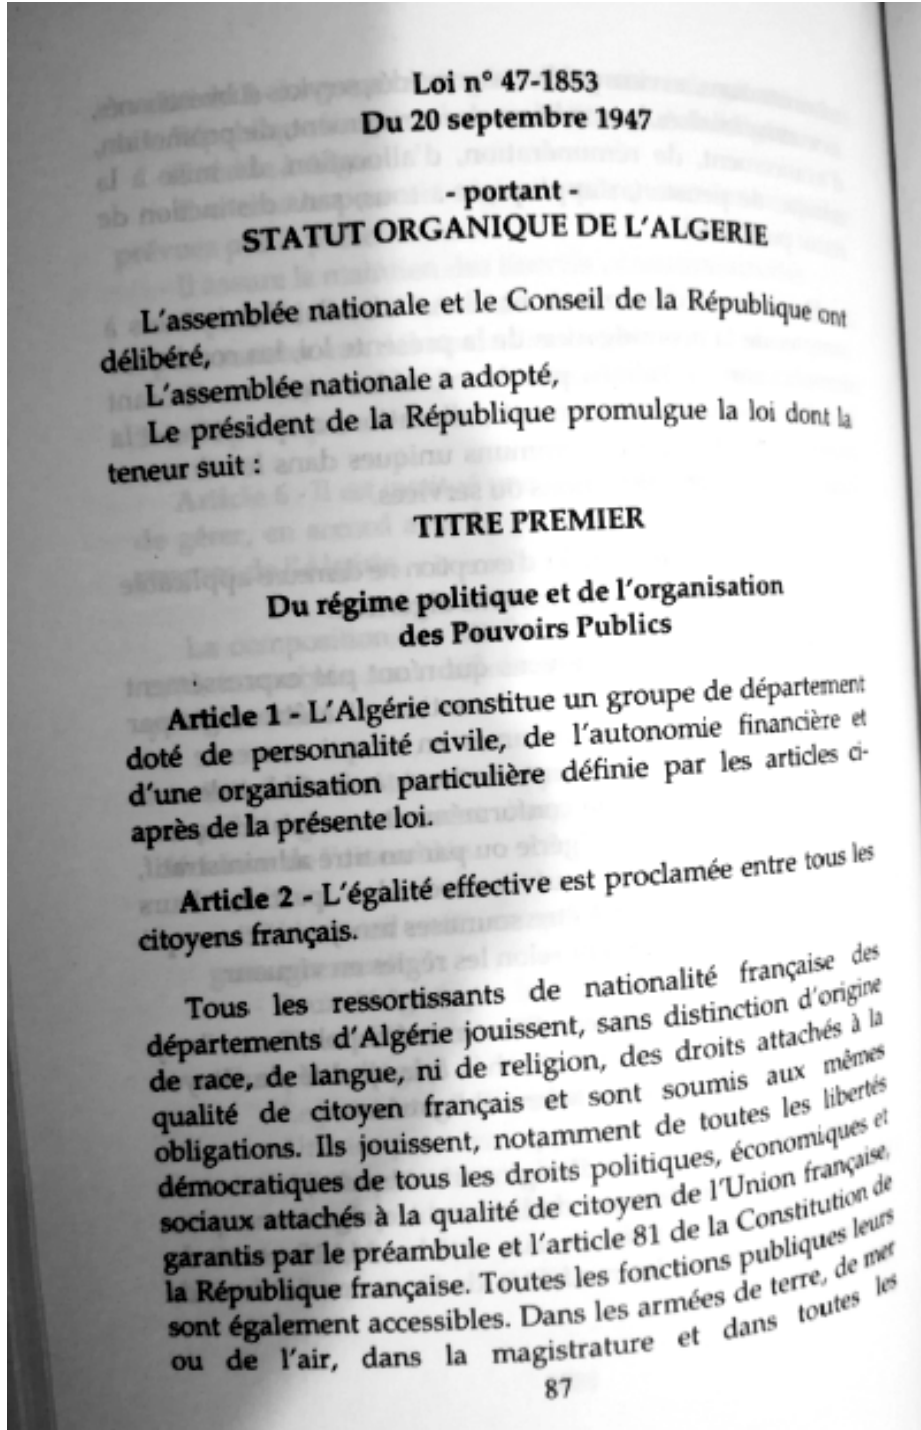 Loi n° 47-1853
Du 20 septembre 1947
- portant -
STATUT ORGANIQUE DE L'ALGERIE
L'assemblée nationale et le Conseil de la République ont
délibéré,
L'assemblée nationale a adopté,
Le président de la République promulgue la loi dont la
teneur suit :
TITRE PREMIER
Du régime politique et de l'organisation
des Pouvoirs Publics
Article 1 - L'Algérie constitue un groupe de département
doté de personnalité civile, de l'autonomie financière et
d'une organisation particulière définie par les articles ci-
après de la présente loi.
Article 2 - L'égalité effective est proclamée entre tous les
citoyens français.
Tous les ressortissants de nationalité française des
départements d'Algérie jouissent, sans distinction d'origine
de race, de langue, ni de religion, des droits attachés à la
qualité de citoyen français et sont soumis aux mêmes
obligations. Ils jouissent, notamment de toutes les libertés
démocratiques de tous les droits politiques, économiques et
sociaux attachés à la qualité de citoyen de l'Union française,
garantis par le préambule et l'article 81 de la Constitution de
la République française. Toutes les fonctions publiques leurs
sont également accessibles. Dans les armées de terre, de mer
ou de l'air, dans la magistrature et dans toutes les
87